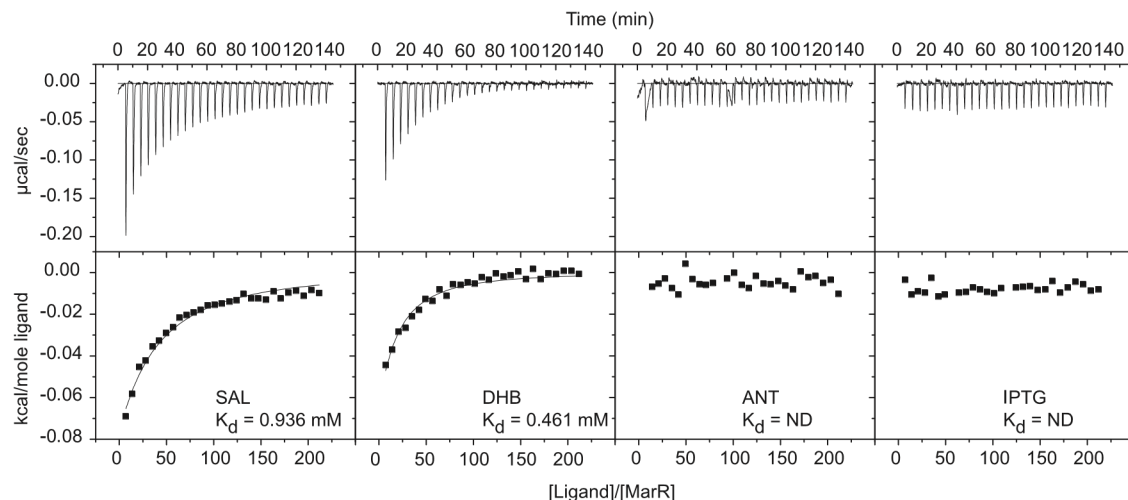 Time (min)
0 20 40 60 80 100 120 140 0 20 40 60 80 100 120 140 0 20 40 60 80 100 120 140 0 20 40 60 80 100 120 140
µcal/sec
0.00
-0.05
-0.10
-0.15
-0.20
kcal/mole ligand
0.00
-0.02
-0.04
-0.06
-0.08
SAL
Kd = 0.936 mM
DHB
Kd = 0.461 mM
ANT
Kd = ND
IPTG
Kd = ND
0 50 100 150 200 0 50 100 150 200 0 50 100 150 200 0 50 100 150 200
[Ligand]/[MarR]